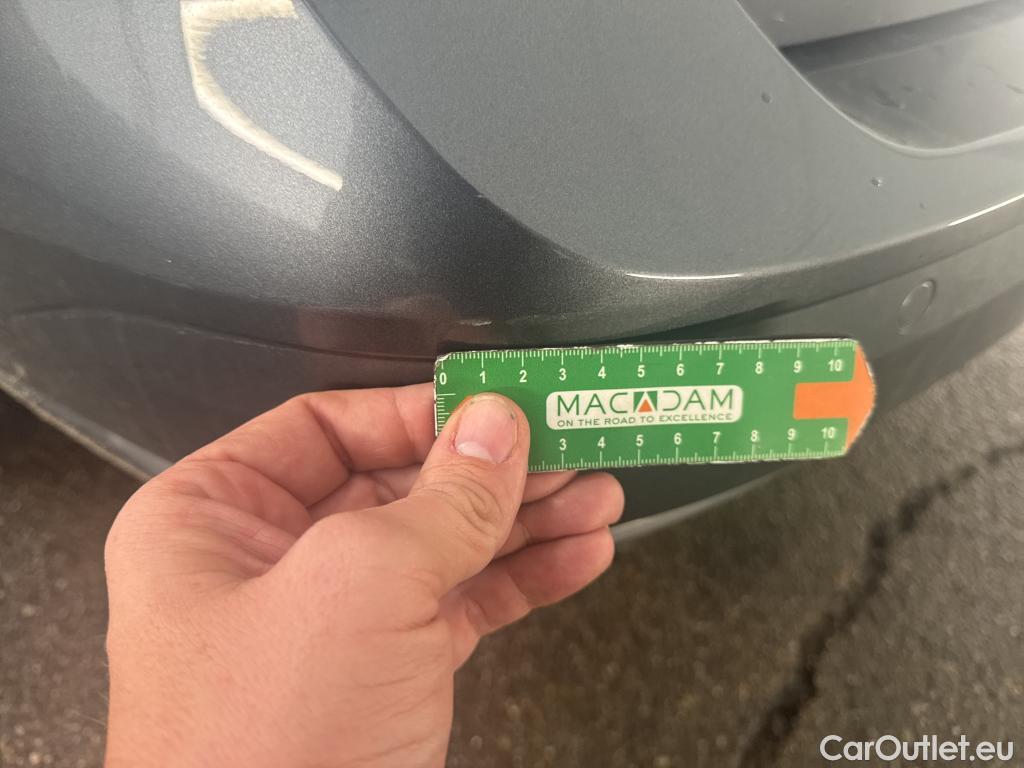 0 1 2 3 4 5 6 7 8 9 10
MACADAM
ON THE ROAD TO EXCELLENCE
3 4 5 6 7 8 9 10
CarOutlet.eu